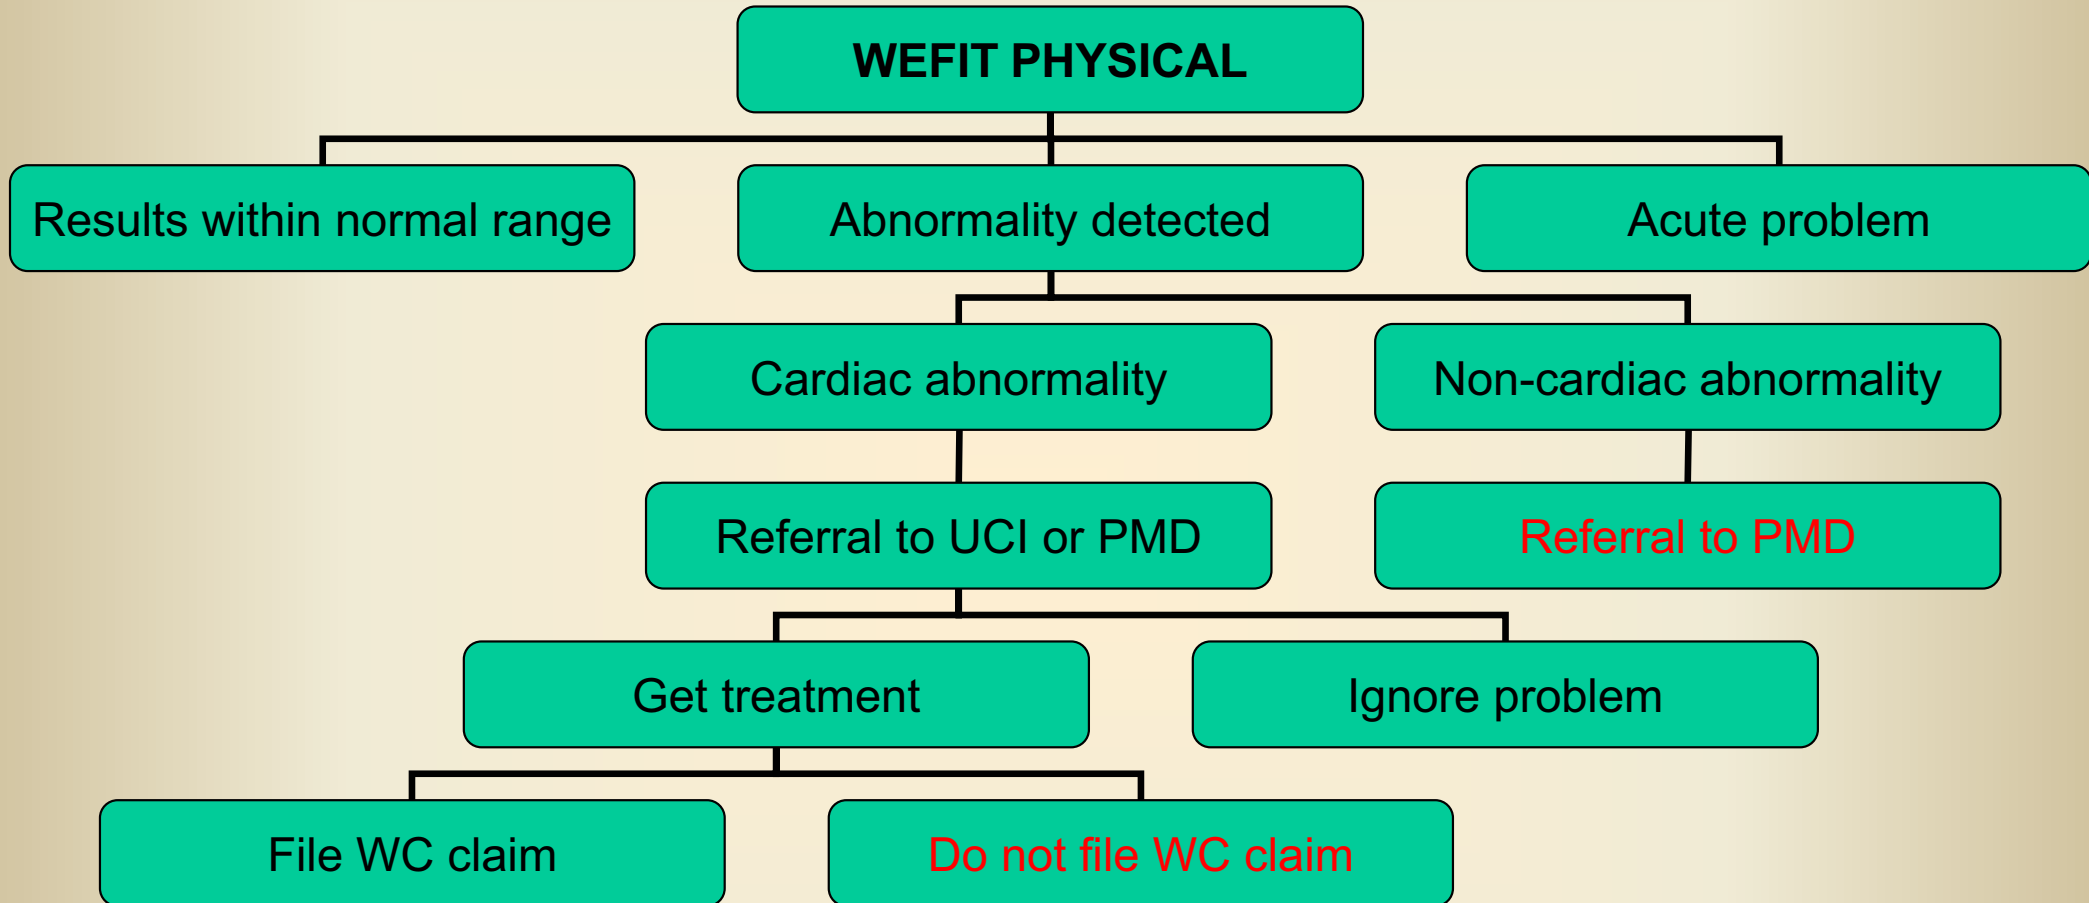 WEFIT PHYSICAL
Results within normal range
Abnormality detected
Acute problem
Cardiac abnormality
Non-cardiac abnormality
Referral to UCI or PMD
Referral to PMD
Get treatment
Ignore problem
File WC claim
Do not file WC claim